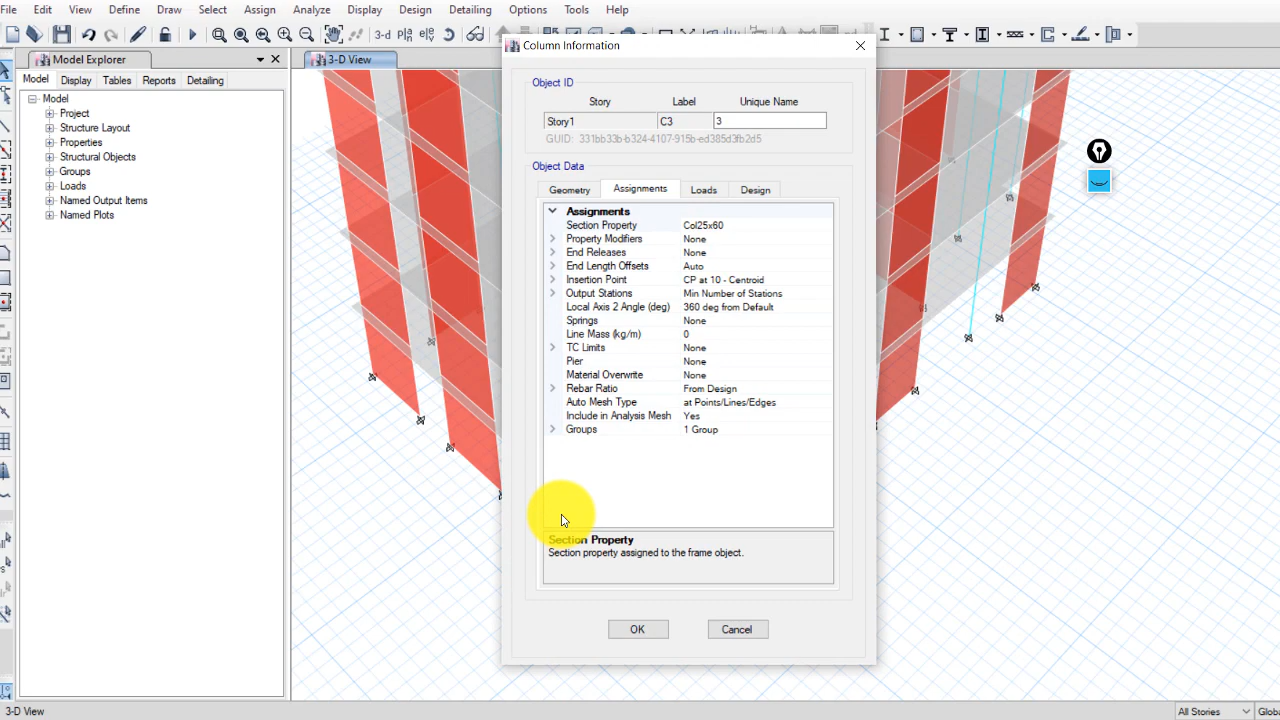 File Edit View Define Draw Select Assign Analyze Display Design Detailing Options Tools Help
3-d
Model Explorer
3-D View
Model Display Tables Reports Detailing
Model
Project
Structure Layout
Properties
Structural Objects
Groups
Loads
Named Output Items
Named Plots
Column Information
Object ID
Story Label Unique Name
Story1 C3 3
GUID: 331bb33b-b324-4107-915b-ed385d3fb2d5
Object Data
Geometry Assignments Loads Design
Assignments
Section Property Col25x60
Property Modifiers None
End Releases None
End Length Offsets Auto
Insertion Point CP at 10 - Centroid
Output Stations Min Number of Stations
Local Axis 2 Angle (deg) 360 deg from Default
Springs None
Line Mass (kg/m) 0
TC Limits None
Pier None
Material Overwrite None
Rebar Ratio From Design
Auto Mesh Type at Points/Lines/Edges
Include in Analysis Mesh Yes
Groups 1 Group
Section Property
Section property assigned to the frame object.
OK Cancel
3-D View All Stories Globa